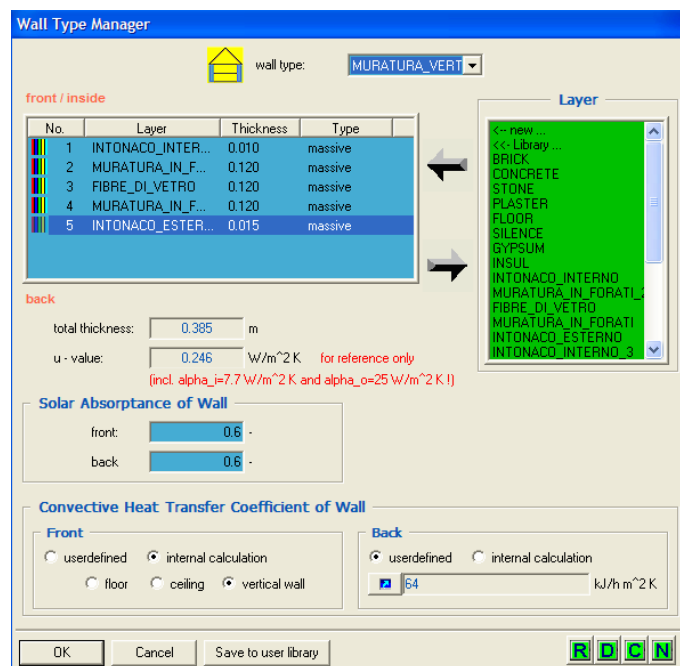 Wall Type Manager
wall type: MURATURA_VERT
front / inside
No. Layer Thickness Type
1 INTONACO_INTER... 0.010 massive
2 MURATURA_IN_F... 0.120 massive
3 FIBRE_DI_VETRO 0.120 massive
4 MURATURA_IN_F... 0.120 massive
5 INTONACO_ESTER... 0.015 massive
Layer
<-- new ...
<<- Library ...
BRICK
CONCRETE
STONE
PLASTER
FLOOR
SILENCE
GYPSUM
INSUL
INTONACO_INTERNO
MURATURA_IN_FORATI_2
FIBRE_DI_VETRO
MURATURA_IN_FORATI
INTONACO_ESTERNO
INTONACO_INTERNO_3
back
total thickness: 0.385 m
u - value: 0.246 W/m^2 K for reference only
(incl. alpha_i=7.7 W/m^2 K and alpha_o=25 W/m^2 K !)
Solar Absorptance of Wall
front: 0.6 -
back 0.6 -
Convective Heat Transfer Coefficient of Wall
Front
userdefined internal calculation
floor ceiling vertical wall
Back
userdefined internal calculation
64 kJ/h m^2 K
OK Cancel Save to user library R D C N